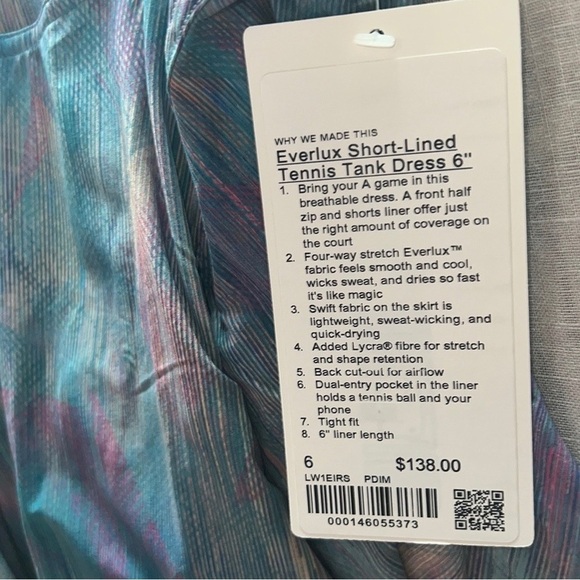 WHY WE MADE THIS
Everlux Short-Lined
Tennis Tank Dress 6"
1. Bring your A game in this
breathable dress. A front half
zip and shorts liner offer just
the right amount of coverage on
the court
2. Four-way stretch Everlux™
fabric feels smooth and cool,
wicks sweat, and dries so fast
it's like magic
3. Swift fabric on the skirt is
lightweight, sweat-wicking, and
quick-drying
4. Added Lycra® fibre for stretch
and shape retention
5. Back cut-out for airflow
6. Dual-entry pocket in the liner
holds a tennis ball and your
phone
7. Tight fit
8. 6" liner length
6 $138.00
LW1EIRS PDIM
000146055373